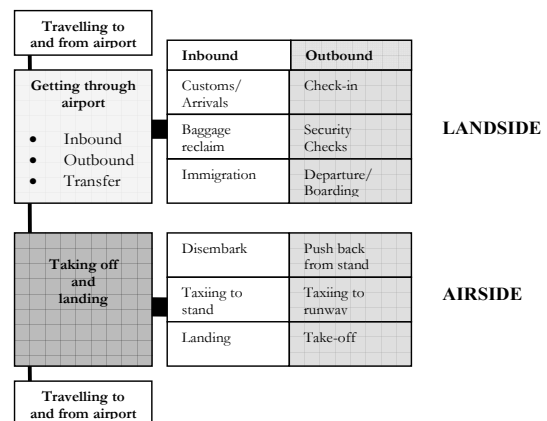 Travelling to
and from airport
Getting through
airport
• Inbound
• Outbound
• Transfer
Inbound Outbound
Customs/
Arrivals
Check-in
Baggage
reclaim
Security
Checks
Immigration
Departure/
Boarding
LANDSIDE
Taking off
and
landing
Disembark
Push back
from stand
Taxiing to
stand
Taxiing to
runway
Landing
Take-off
AIRSIDE
Travelling to
and from airport